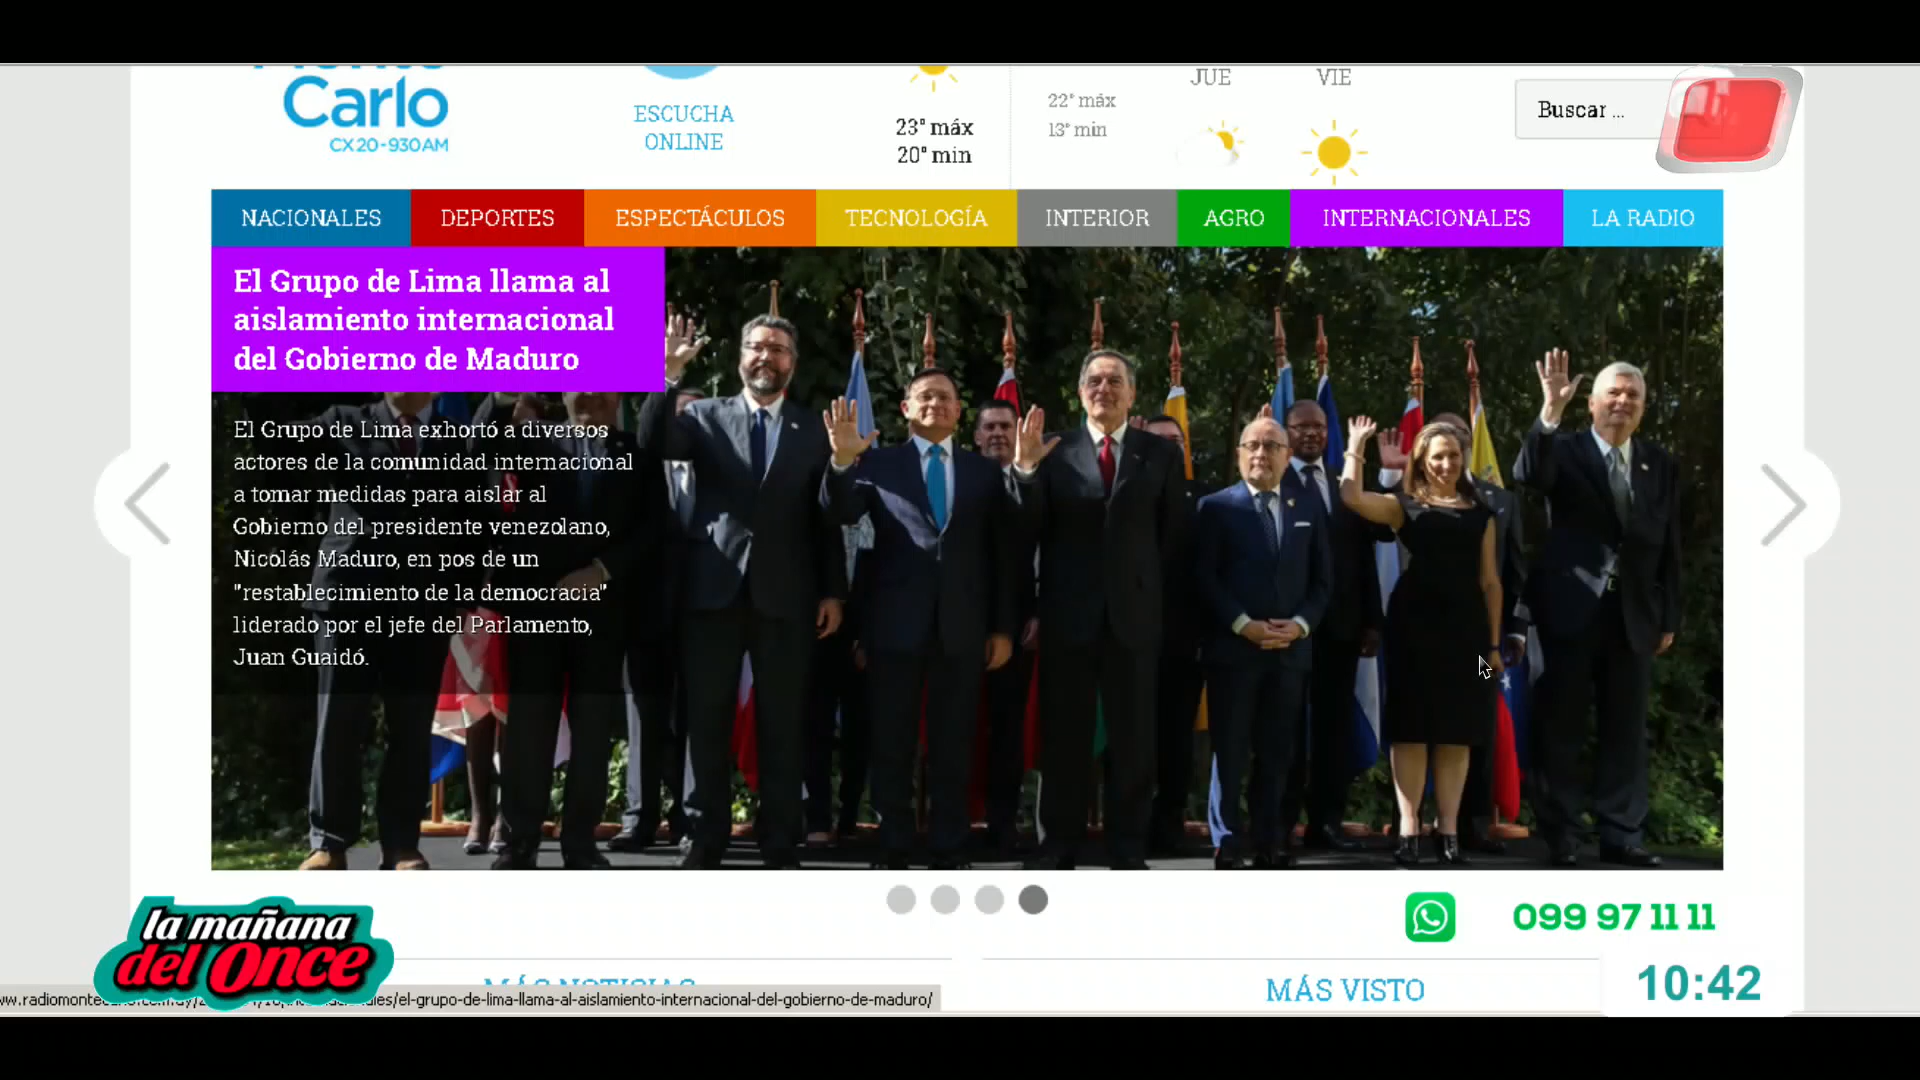 Carlo
CX20-930AM
ESCUCHA
ONLINE
23° máx
20° min
22° máx
13° min
JUE
VIE
Buscar ...
NACIONALES
DEPORTES
ESPECTÁCULOS
TECNOLOGÍA
INTERIOR
AGRO
INTERNACIONALES
LA RADIO
El Grupo de Lima llama al
aislamiento internacional
del Gobierno de Maduro
El Grupo de Lima exhortó a diversos
actores de la comunidad internacional
a tomar medidas para aislar al
Gobierno del presidente venezolano,
Nicolás Maduro, en pos de un
"restablecimiento de la democracia"
liderado por el jefe del Parlamento,
Juan Guaidó.
099 97 11 11
la mañana
del Once
MÁS NOTICIAS
MÁS VISTO
10:42
/el-grupo-de-lima-llama-al-aislamiento-internacional-del-gobierno-de-maduro/